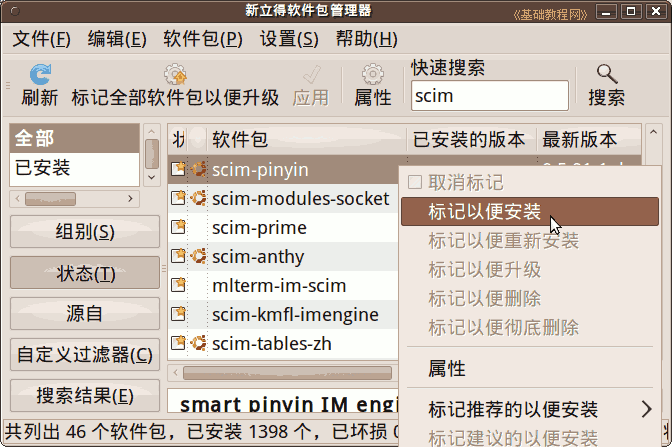 新立得软件包管理器
《基础教程网》
文件(F) 编辑(E) 软件包(P) 设置(S) 帮助(H)
刷新 标记全部软件包以便升级 应用 属性
快速搜索
scim
搜索
全部
已安装
组别(S)
状态(T)
源自
自定义过滤器(C)
搜索结果(E)
软件包 已安装的版本 最新版本
scim-pinyin
scim-modules-socket
scim-prime
scim-anthy
mlterm-im-scim
scim-kmfl-imengine
scim-tables-zh
取消标记
标记以便安装
标记以便重新安装
标记以便升级
标记以便删除
标记以便彻底删除
属性
标记推荐的以便安装
标记建议的以便安装
smart pinyin IM engi
共列出 46 个软件包，已安装 1398 个，已坏损 0